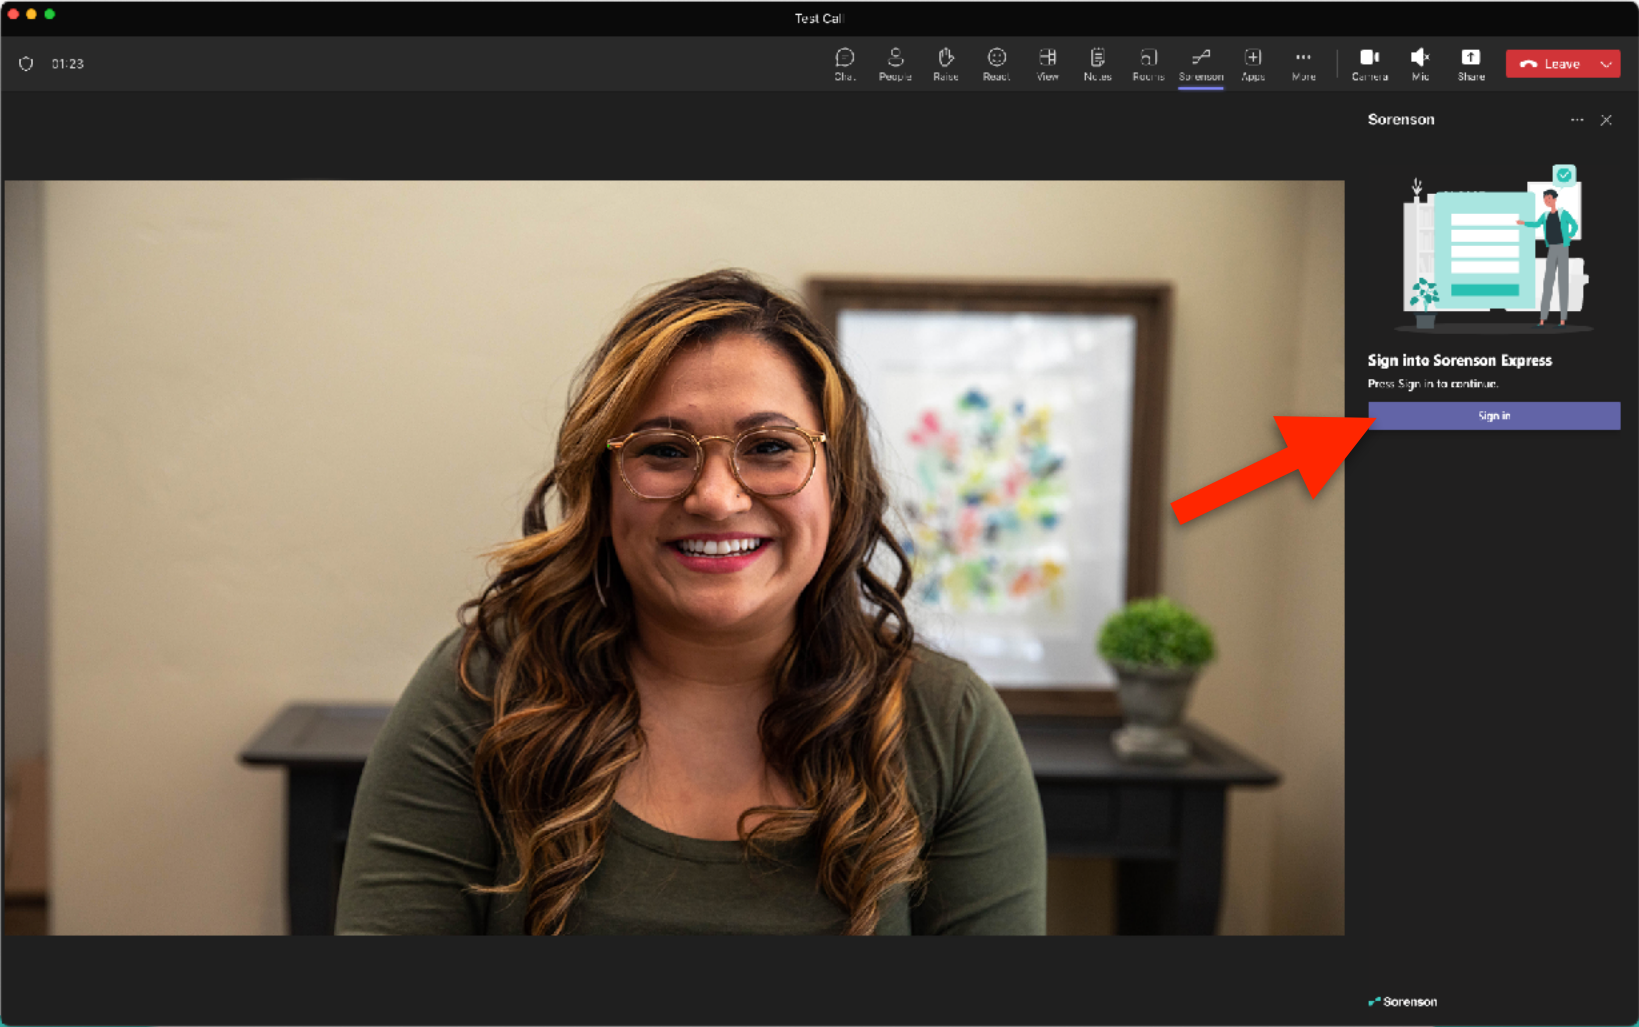 Test Call
01:23
Chat People Raise React View Notes Rooms Sorenson Apps More Camera Mic Share Leave
Sorenson
Sign into Sorenson Express
Press Sign in to continue.
Sign in
Sorenson